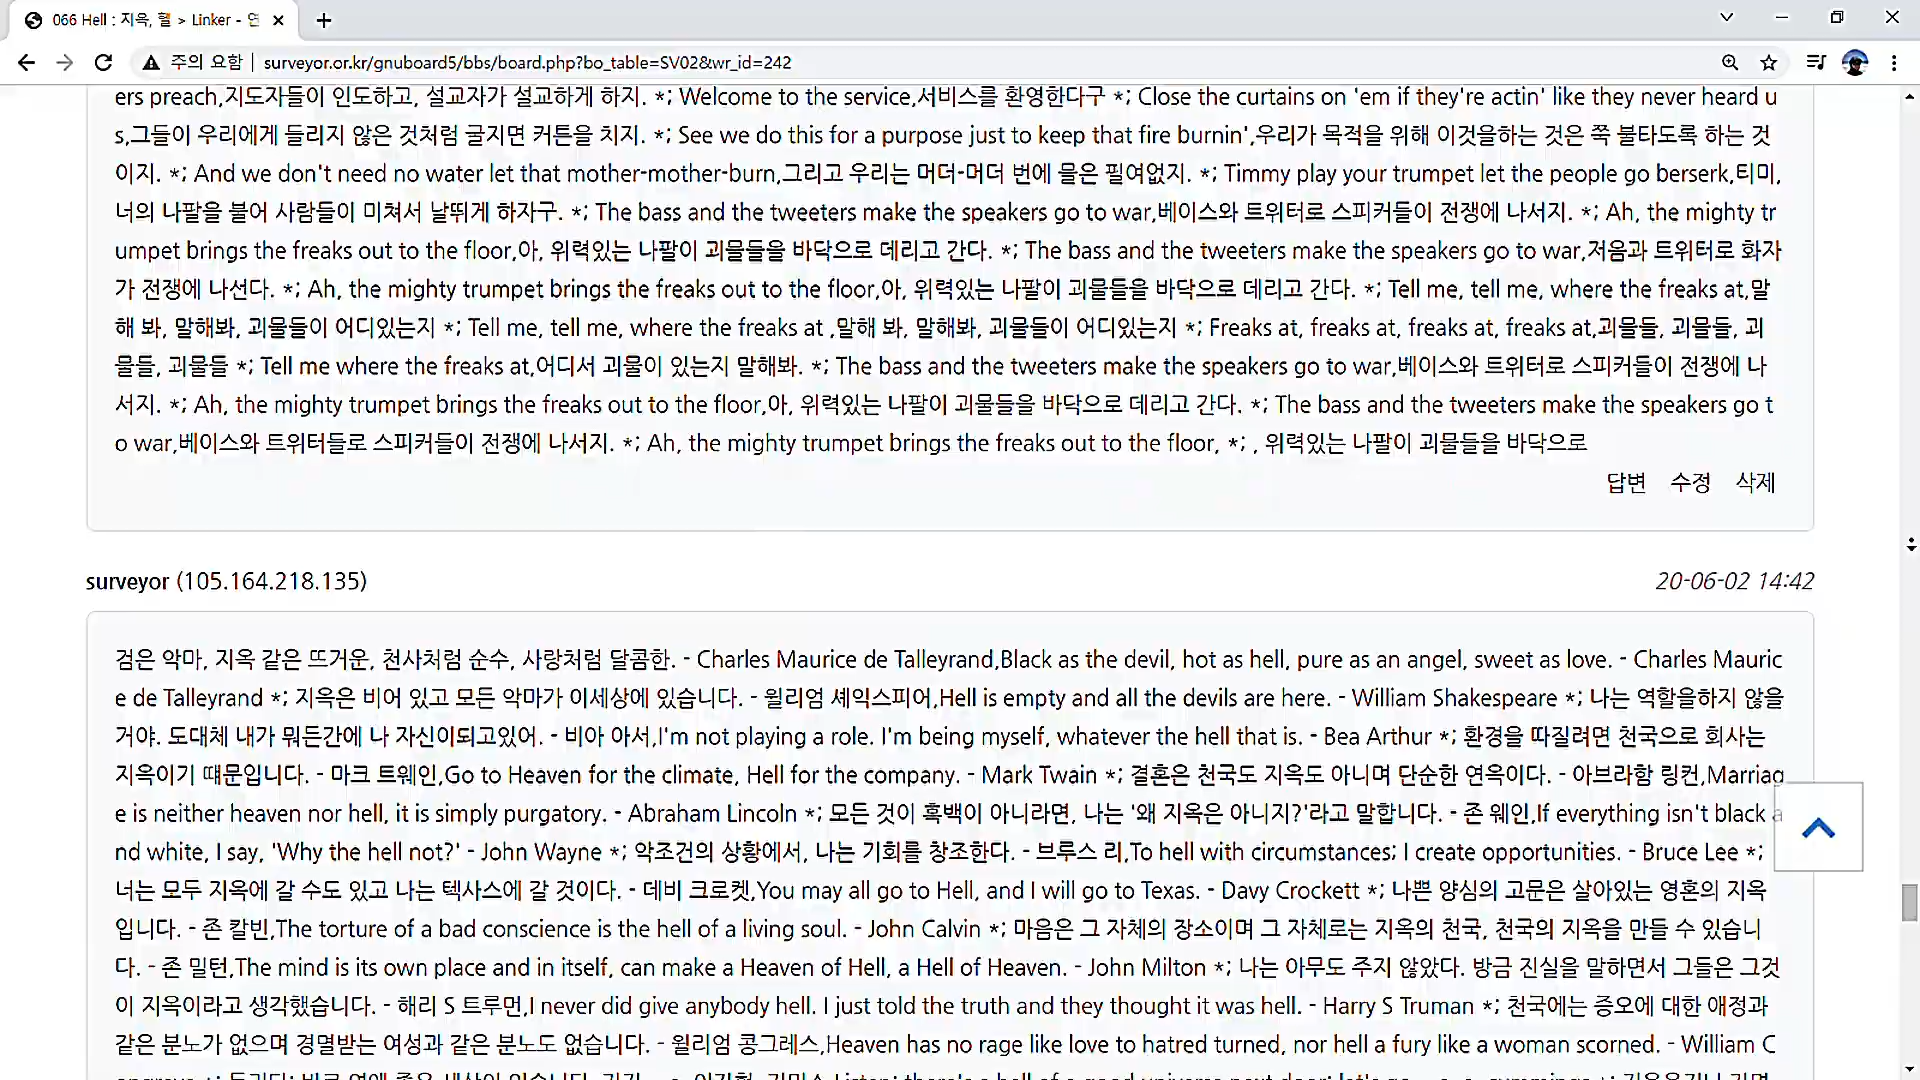 066 Hell : 지옥, 헬 > Linker - 연
주의 요함 surveyor.or.kr/gnuboard5/bbs/board.php?bo_table=SV02&wr_id=242
ers preach,지도자들이 인도하고, 설교자가 설교하게 하지. *; Welcome to the service,서비스를 환영한다구 *; Close the curtains on 'em if they're actin' like they never heard u
s,그들이 우리에게 들리지 않은 것처럼 굴지면 커튼을 치지. *; See we do this for a purpose just to keep that fire burnin',우리가 목적을 위해 이것을하는 것은 쭉 불타도록 하는 것
이지. *; And we don't need no water let that mother-mother-burn,그리고 우리는 머더-머더 번에 물은 필여없지. *; Timmy play your trumpet let the people go berserk,티미,
너의 나팔을 불어 사람들이 미쳐서 날뛰게 하자구. *; The bass and the tweeters make the speakers go to war,베이스와 트위터로 스피커들이 전쟁에 나서지. *; Ah, the mighty tr
umpet brings the freaks out to the floor,아, 위력있는 나팔이 괴물들을 바닥으로 데리고 간다. *; The bass and the tweeters make the speakers go to war,저음과 트위터로 화자
가 전쟁에 나선다. *; Ah, the mighty trumpet brings the freaks out to the floor,아, 위력있는 나팔이 괴물들을 바닥으로 데리고 간다. *; Tell me, tell me, where the freaks at,말
해 봐, 말해봐, 괴물들이 어디있는지 *; Tell me, tell me, where the freaks at ,말해 봐, 말해봐, 괴물들이 어디있는지 *; Freaks at, freaks at, freaks at, freaks at,괴물들, 괴물들, 괴
물들, 괴물들 *; Tell me where the freaks at,어디서 괴물이 있는지 말해봐. *; The bass and the tweeters make the speakers go to war,베이스와 트위터로 스피커들이 전쟁에 나
서지. *; Ah, the mighty trumpet brings the freaks out to the floor,아, 위력있는 나팔이 괴물들을 바닥으로 데리고 간다. *; The bass and the tweeters make the speakers go t
o war,베이스와 트위터들로 스피커들이 전쟁에 나서지. *; Ah, the mighty trumpet brings the freaks out to the floor, *; , 위력있는 나팔이 괴물들을 바닥으로
답변 수정 삭제
surveyor (105.164.218.135) 20-06-02 14:42
검은 악마, 지옥 같은 뜨거운, 천사처럼 순수, 사랑처럼 달콤한. - Charles Maurice de Talleyrand,Black as the devil, hot as hell, pure as an angel, sweet as love. - Charles Mauric
e de Talleyrand *; 지옥은 비어 있고 모든 악마가 이세상에 있습니다. - 윌리엄 셰익스피어,Hell is empty and all the devils are here. - William Shakespeare *; 나는 역할을하지 않을
거야. 도대체 내가 뭐든간에 나 자신이되고있어. - 비아 아서,I'm not playing a role. I'm being myself, whatever the hell that is. - Bea Arthur *; 환경을 따질려면 천국으로 회사는
지옥이기 떄문입니다. - 마크 트웨인,Go to Heaven for the climate, Hell for the company. - Mark Twain *; 결혼은 천국도 지옥도 아니며 단순한 연옥이다. - 아브라함 링컨,Marriag
e is neither heaven nor hell, it is simply purgatory. - Abraham Lincoln *; 모든 것이 흑백이 아니라면, 나는 '왜 지옥은 아니지?'라고 말합니다. - 존 웨인,If everything isn't black a
nd white, I say, 'Why the hell not?' - John Wayne *; 악조건의 상황에서, 나는 기회를 창조한다. - 브루스 리,To hell with circumstances; I create opportunities. - Bruce Lee *;
너는 모두 지옥에 갈 수도 있고 나는 텍사스에 갈 것이다. - 데비 크로켓,You may all go to Hell, and I will go to Texas. - Davy Crockett *; 나쁜 양심의 고문은 살아있는 영혼의 지옥
입니다. - 존 칼빈,The torture of a bad conscience is the hell of a living soul. - John Calvin *; 마음은 그 자체의 장소이며 그 자체로는 지옥의 천국, 천국의 지옥을 만들 수 있습니
다. - 존 밀턴,The mind is its own place and in itself, can make a Heaven of Hell, a Hell of Heaven. - John Milton *; 나는 아무도 주지 않았다. 방금 진실을 말하면서 그들은 그것
이 지옥이라고 생각했습니다. - 해리 S 트루먼,I never did give anybody hell. I just told the truth and they thought it was hell. - Harry S Truman *; 천국에는 증오에 대한 애정과
같은 분노가 없으며 경멸받는 여성과 같은 분노도 없습니다. - 윌리엄 콩그레스,Heaven has no rage like love to hatred turned, nor hell a fury like a woman scorned. - William C